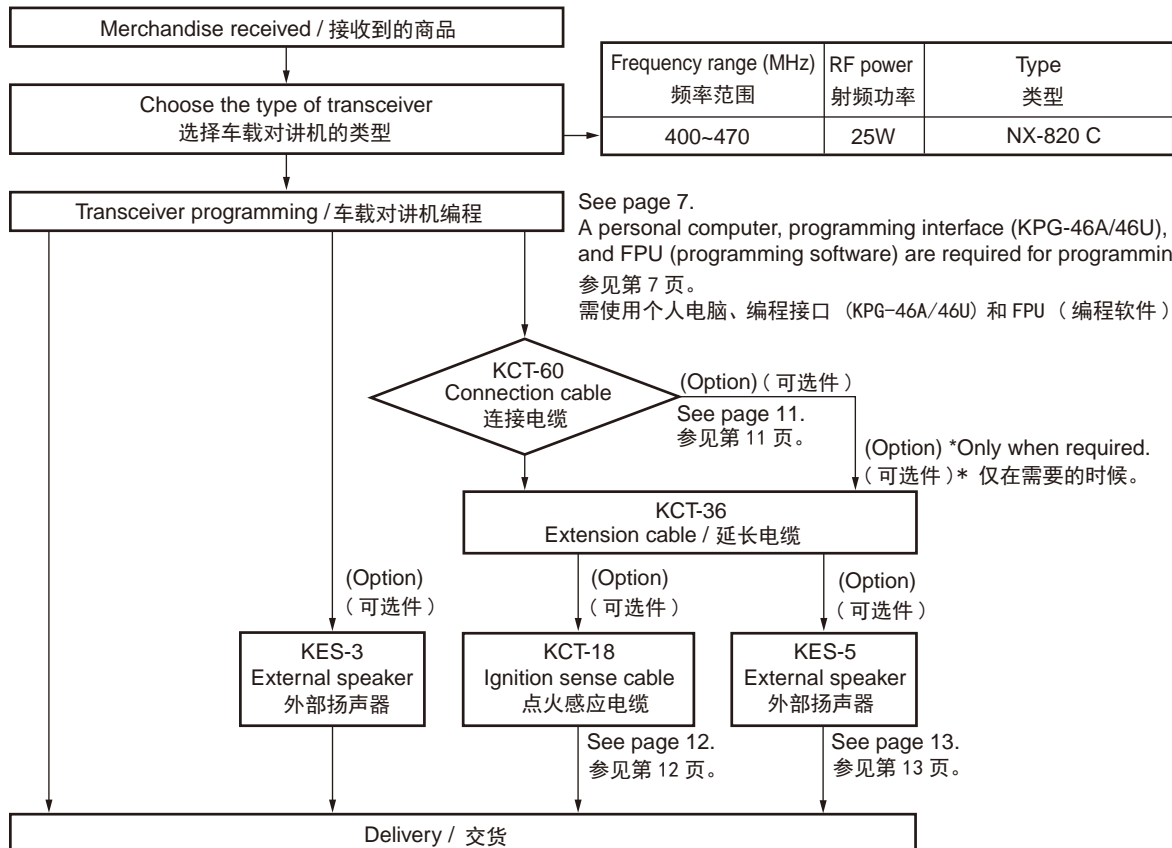 Merchandise received / 接收到的商品
Choose the type of transceiver
选择车载对讲机的类型
Frequency range (MHz)
频率范围
RF power
射频功率
Type
类型
400~470
25W
NX-820 C
Transceiver programming / 车载对讲机编程
See page 7.
A personal computer, programming interface (KPG-46A/46U),
and FPU (programming software) are required for programmin
参见第 7 页。
需使用个人电脑、编程接口 (KPG-46A/46U) 和 FPU ( 编程软件 )
KCT-60
Connection cable
连接电缆
(Option) ( 可选件 )
See page 11.
参见第 11 页。
(Option) *Only when required.
( 可选件 )* 仅在需要的时候。
KCT-36
Extension cable / 延长电缆
(Option)
( 可选件 )
(Option)
( 可选件 )
(Option)
( 可选件 )
KES-3
External speaker
外部扬声器
KCT-18
Ignition sense cable
点火感应电缆
KES-5
External speaker
外部扬声器
See page 12.
参见第 12 页。
See page 13.
参见第 13 页。
Delivery / 交货